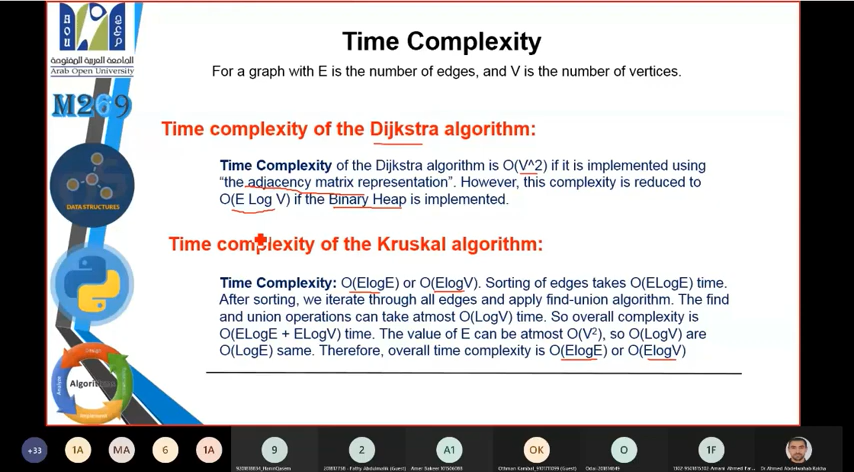 AOU
الجامعة العربية المفتوحة
Arab Open University
M269
DATA STRUCTURES
Algorithms
Design
Analyze
Time Complexity
For a graph with E is the number of edges, and V is the number of vertices.
Time complexity of the Dijkstra algorithm:
Time Complexity of the Dijkstra algorithm is O(V^2) if it is implemented using
“the adjacency matrix representation”. However, this complexity is reduced to
O(E Log V) if the Binary Heap is implemented.
Time complexity of the Kruskal algorithm:
Time Complexity: O(ElogE) or O(ElogV). Sorting of edges takes O(ELogE) time.
After sorting, we iterate through all edges and apply find-union algorithm. The find
and union operations can take atmost O(LogV) time. So overall complexity is
O(ELogE + ELogV) time. The value of E can be atmost O(V²), so O(LogV) are
O(LogE) same. Therefore, overall time complexity is O(ElogE) or O(ElogV)
+33
1A
MA
6
1A
9
2
A1
OK
O
1F